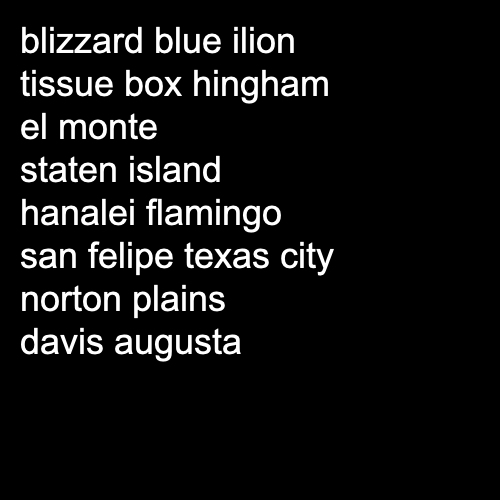 blizzard blue ilion
tissue box hingham
el monte
staten island
hanalei flamingo
san felipe texas city
norton plains
davis augusta